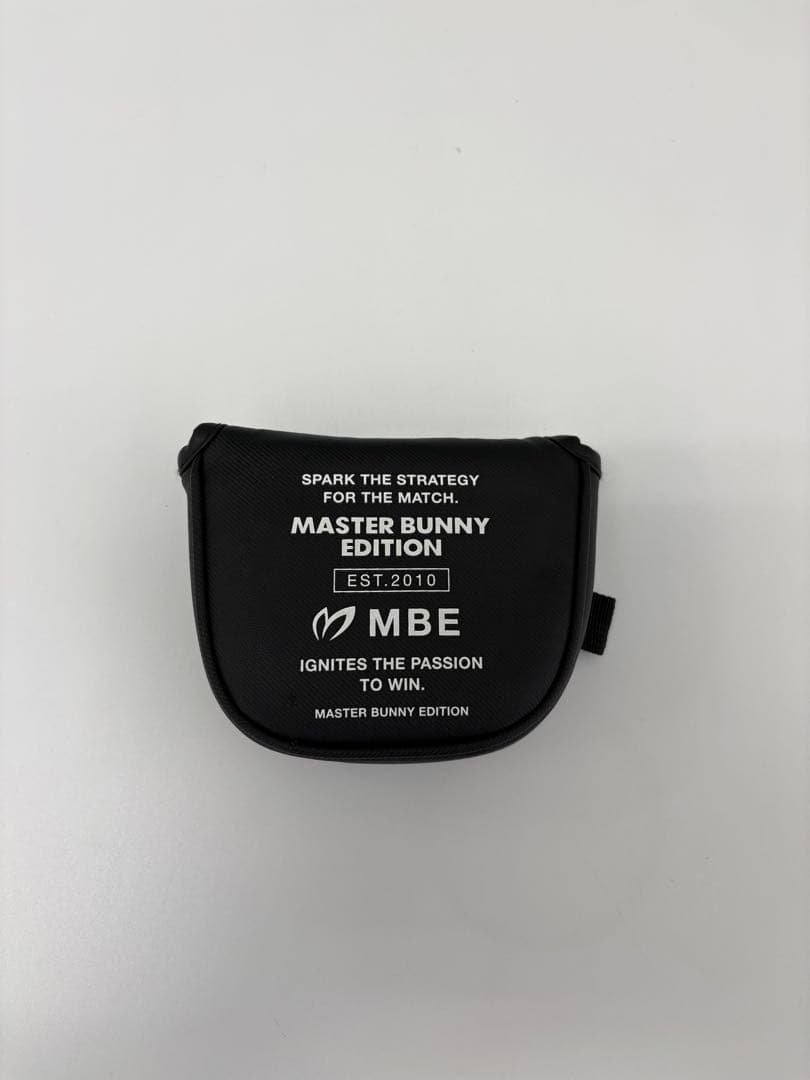 SPARK THE STRATEGY
FOR THE MATCH.
MASTER BUNNY
EDITION
EST.2010
MBE
IGNITES THE PASSION
TO WIN.
MASTER BUNNY EDITION